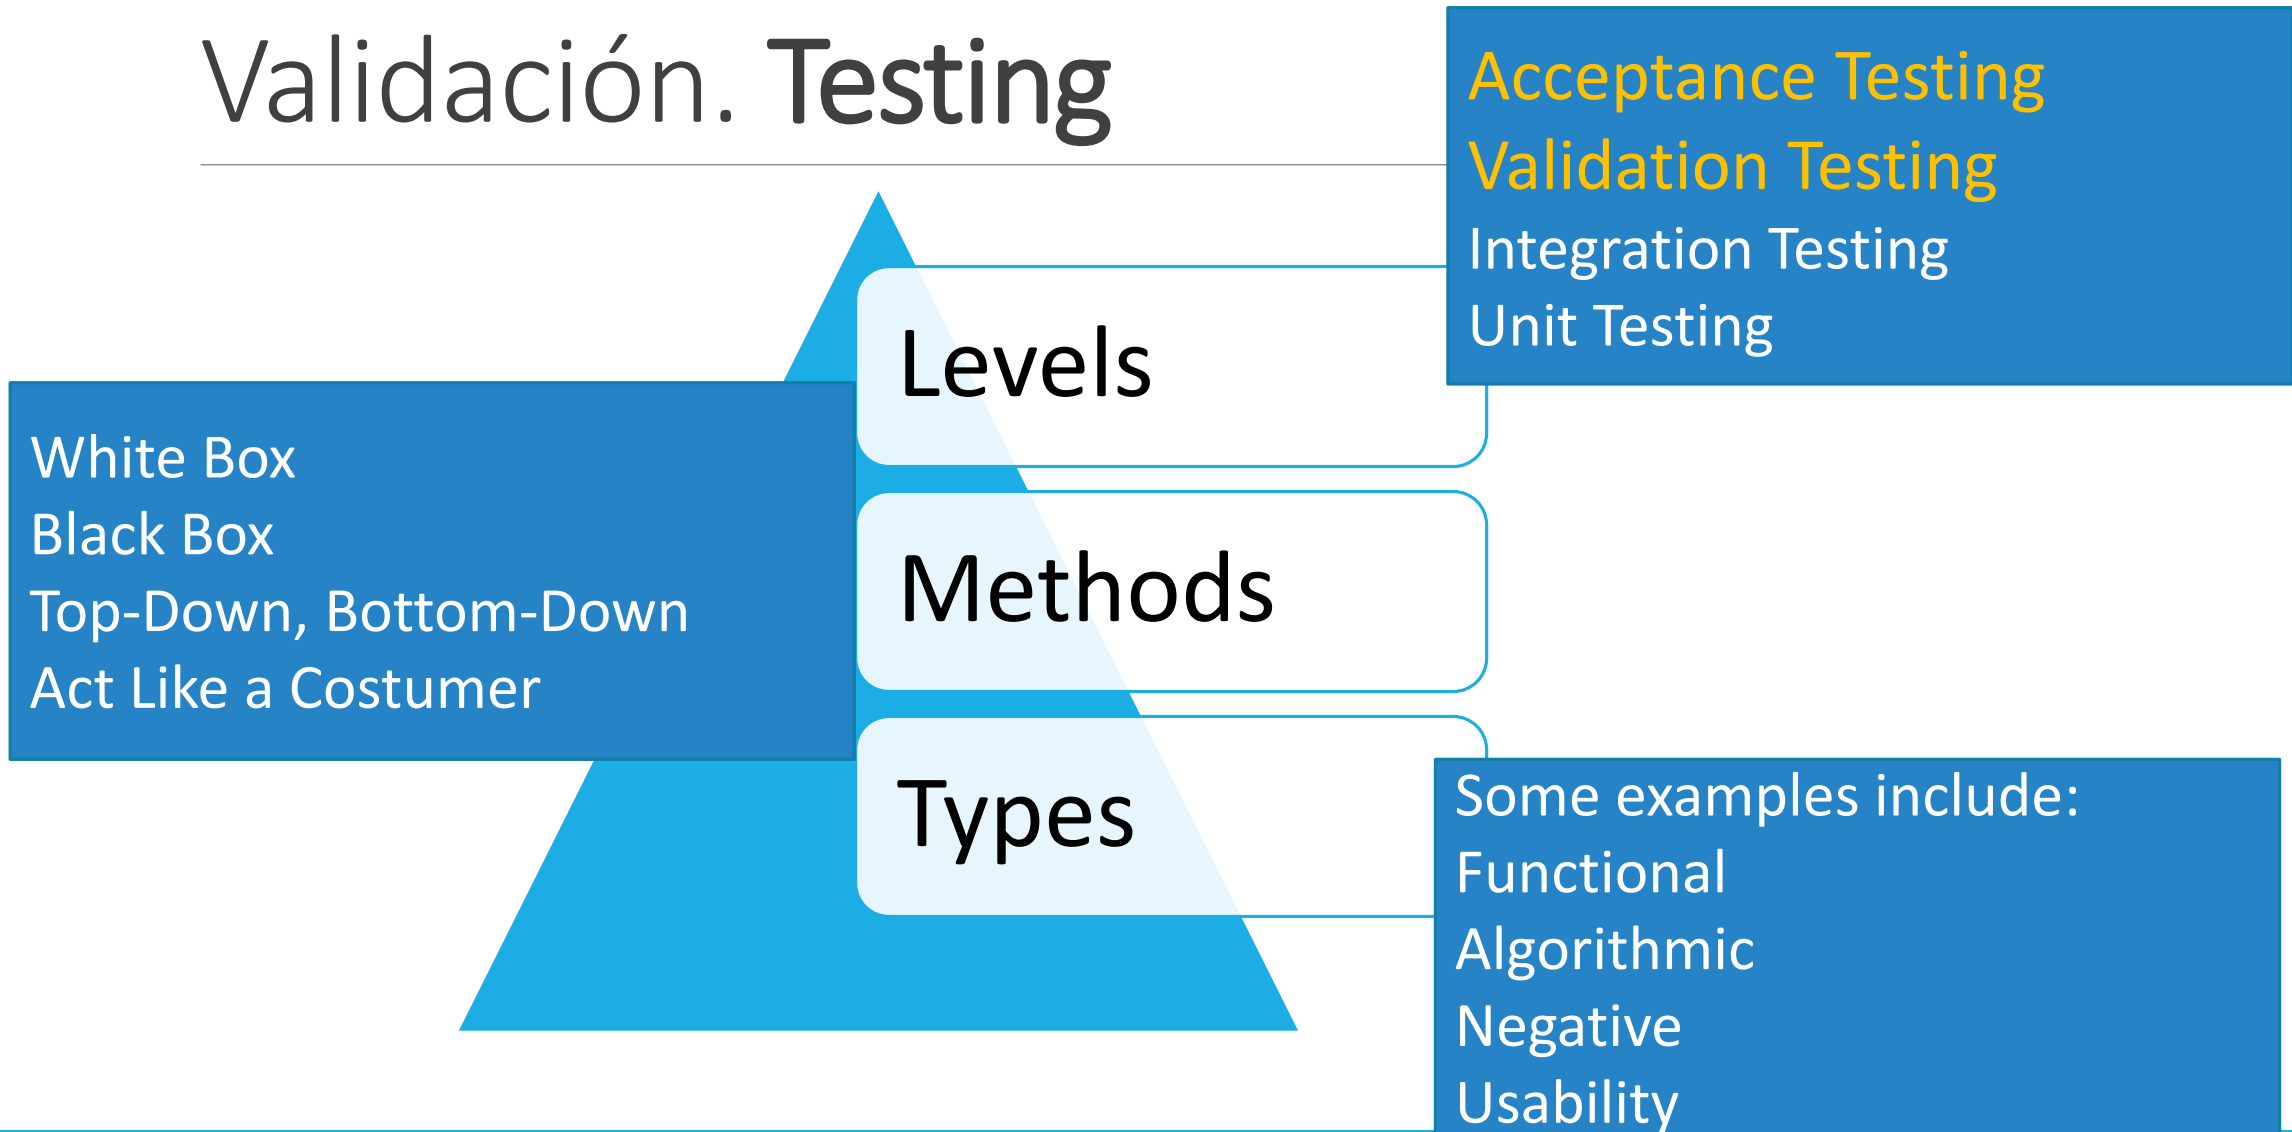 Validación. Testing
Acceptance Testing
Validation Testing
Integration Testing
Unit Testing
Levels
White Box
Black Box
Top-Down, Bottom-Down
Act Like a Costumer
Methods
Types
Some examples include:
Functional
Algorithmic
Negative
Usability